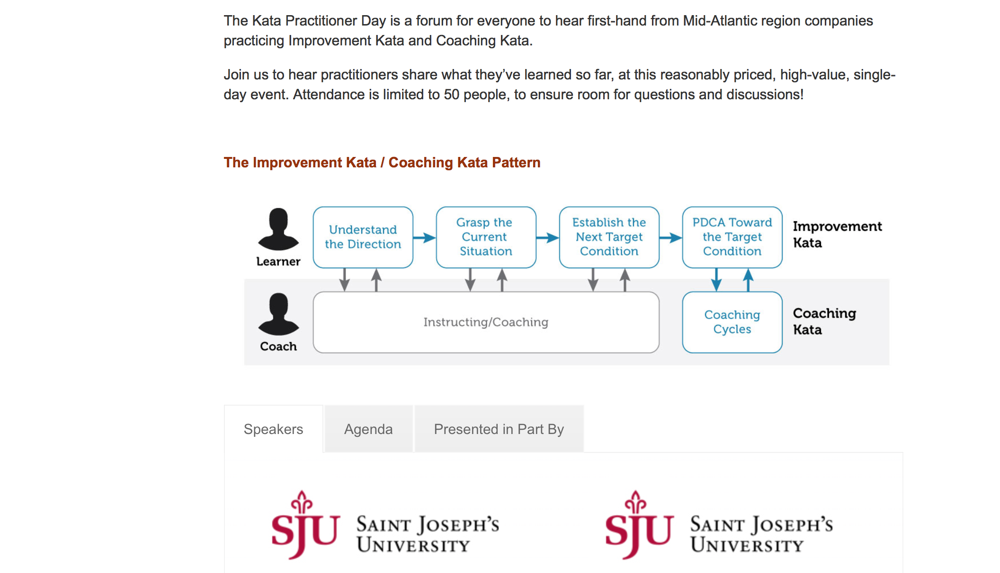 The Kata Practitioner Day is a forum for everyone to hear first-hand from Mid-Atlantic region companies
practicing Improvement Kata and Coaching Kata.
Join us to hear practitioners share what they’ve learned so far, at this reasonably priced, high-value, single-
day event. Attendance is limited to 50 people, to ensure room for questions and discussions!
The Improvement Kata / Coaching Kata Pattern
Learner
Understand
the Direction
Grasp the
Current
Situation
Establish the
Next Target
Condition
PDCA Toward
the Target
Condition
Improvement
Kata
Coach
Instructing/Coaching
Coaching
Cycles
Coaching
Kata
Speakers
Agenda
Presented in Part By
SJU
SAINT JOSEPH’S
UNIVERSITY
SJU
SAINT JOSEPH’S
UNIVERSITY